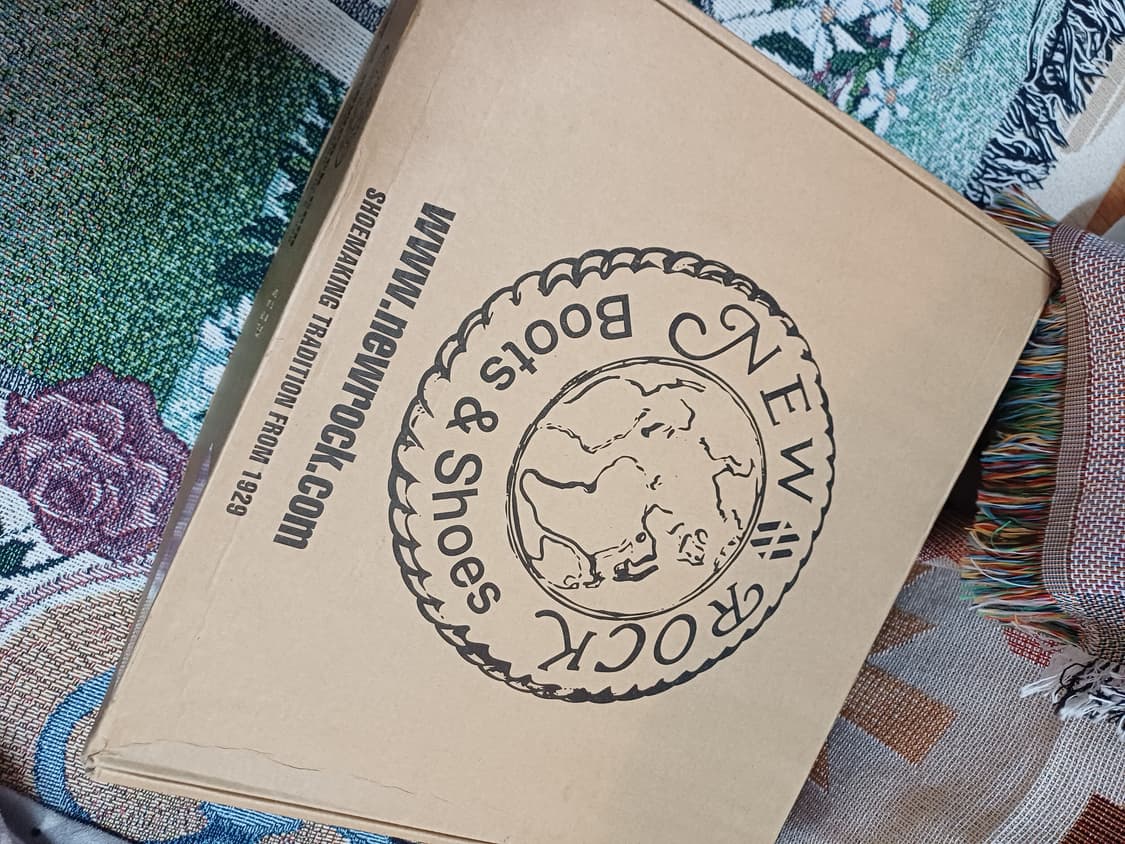 NEW ROCK
Boots & Shoes
www.newrock.com
SHOEMAKING TRADITION FROM 1929